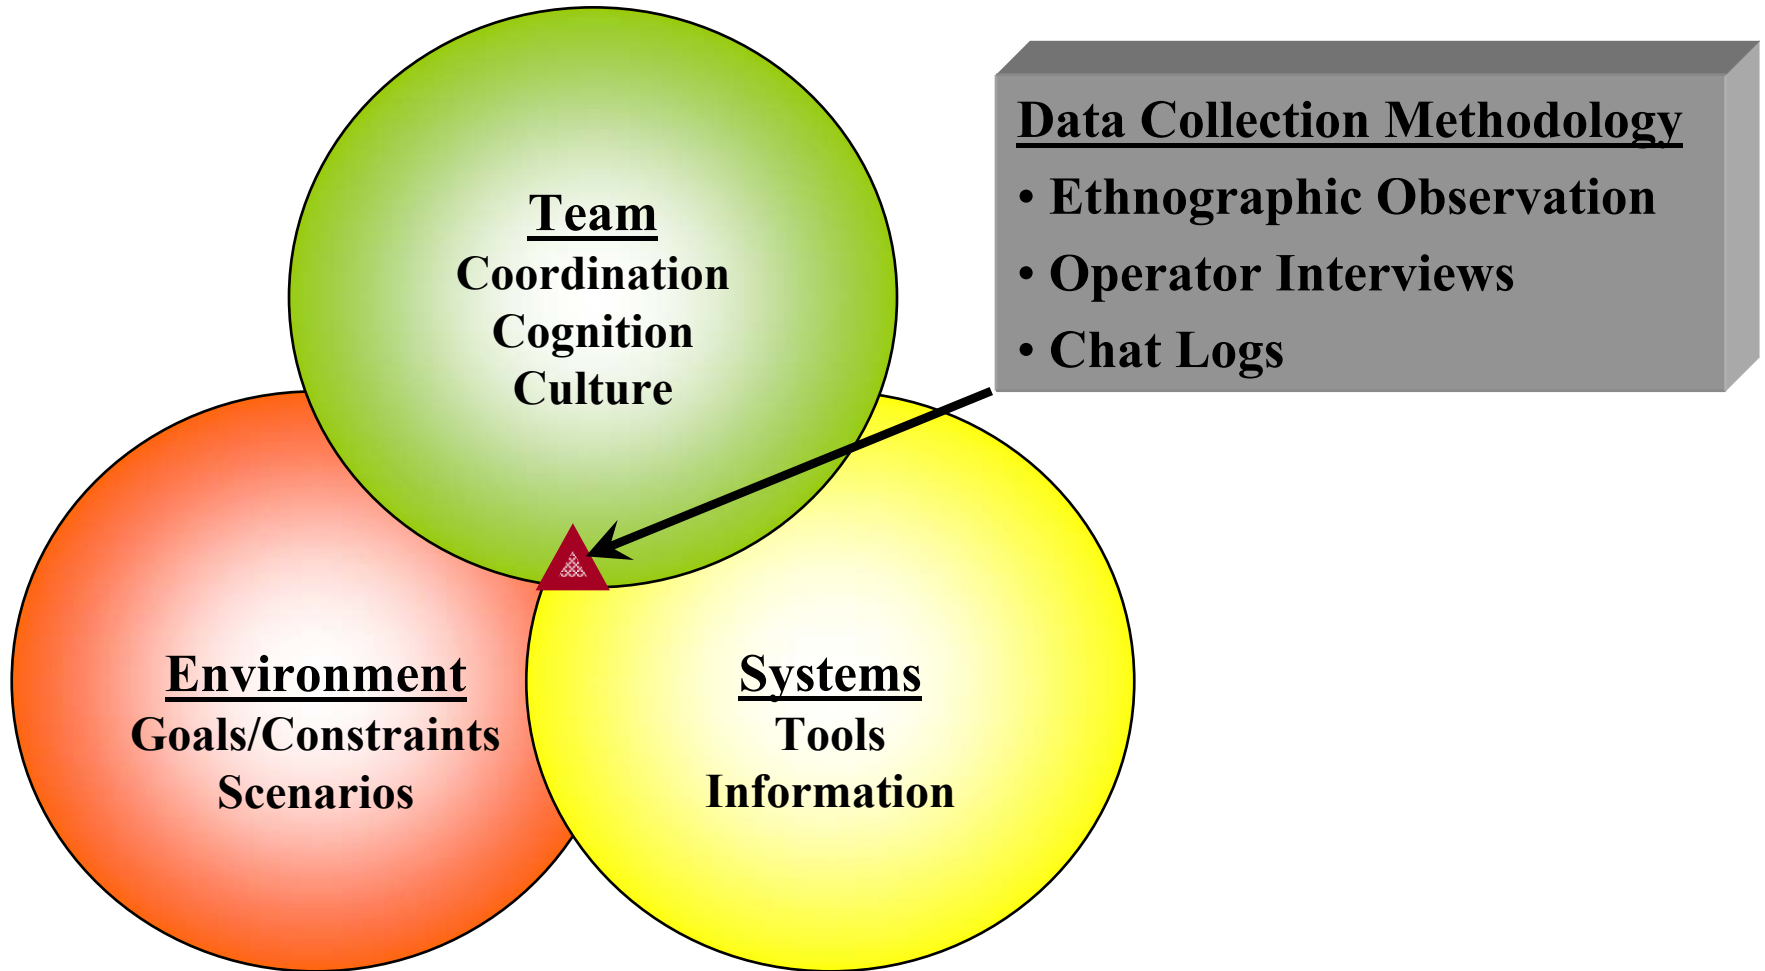 Team
Coordination
Cognition
Culture
Data Collection Methodology
• Ethnographic Observation
• Operator Interviews
• Chat Logs
Environment
Goals/Constraints
Scenarios
Systems
Tools
Information